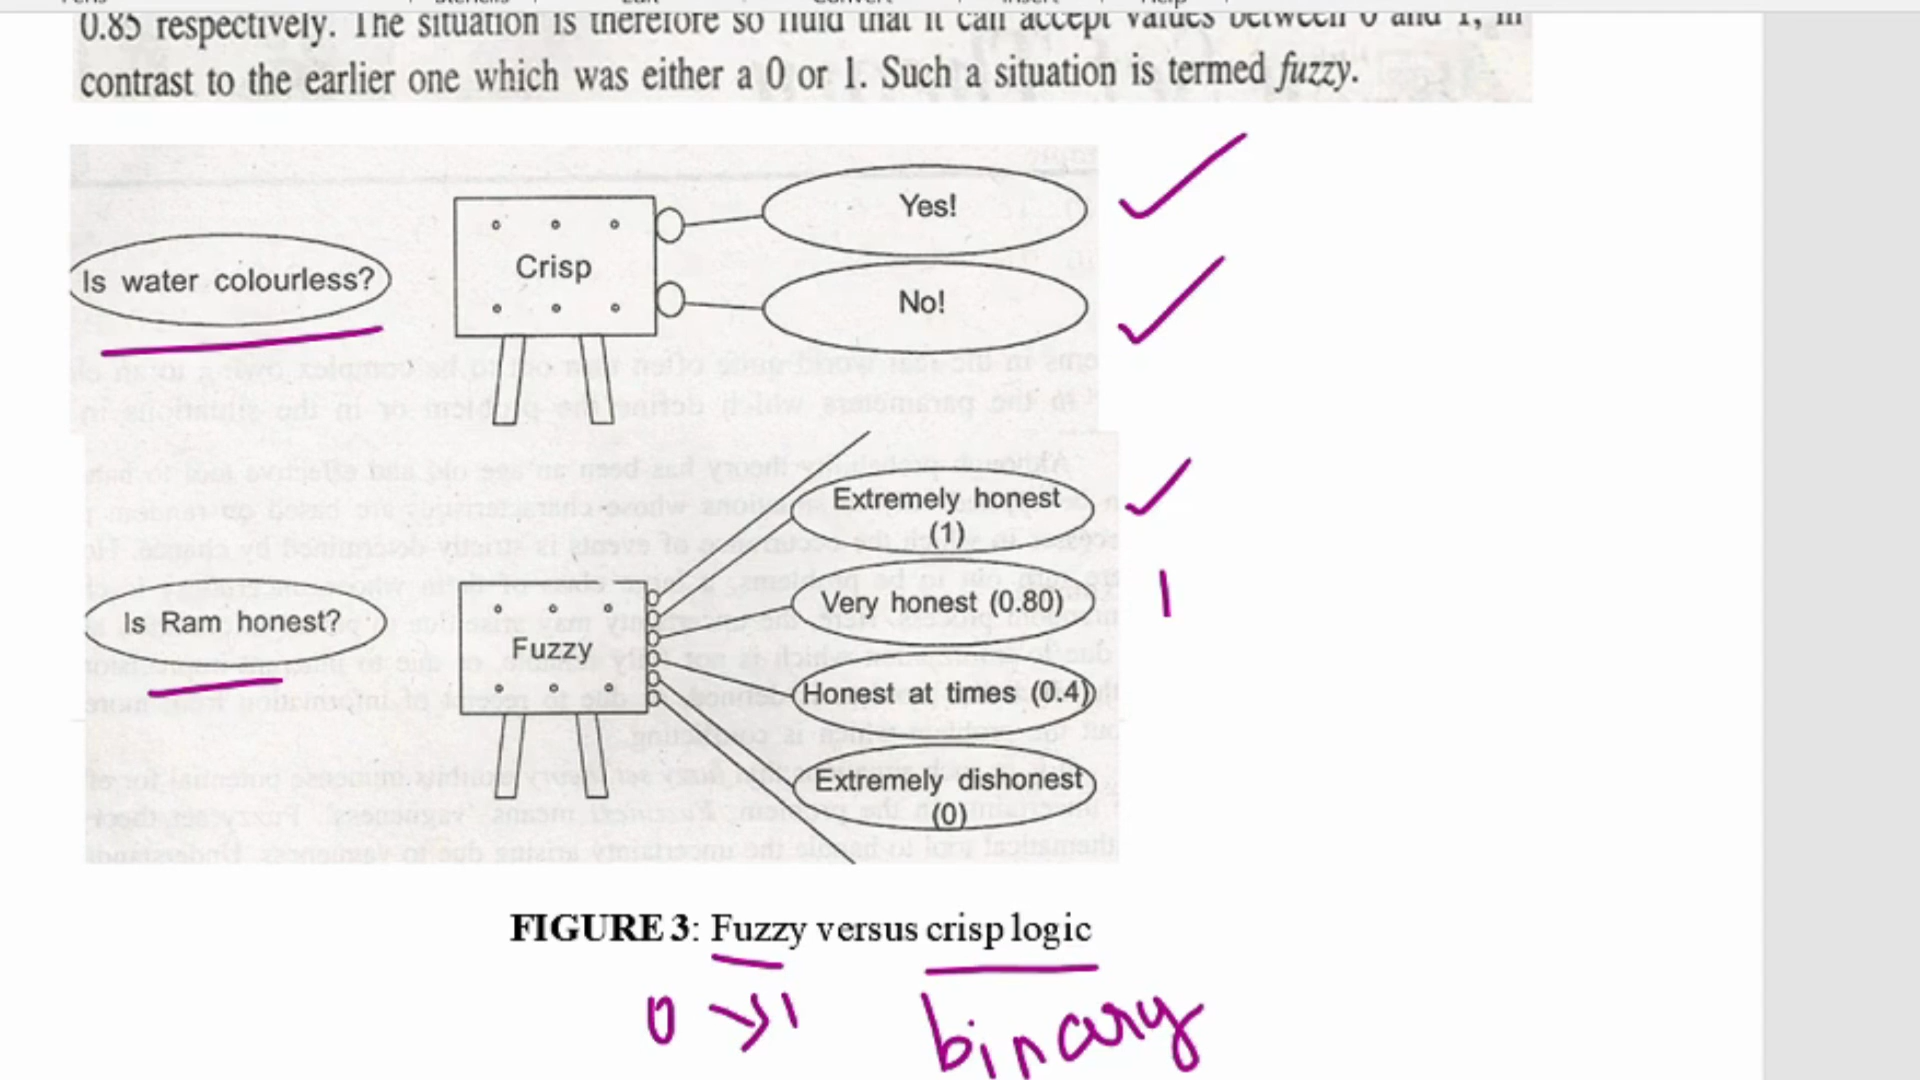 0.85 respectively. The situation is therefore so fluid that it can accept values between 0 and 1, in
contrast to the earlier one which was either a 0 or 1. Such a situation is termed fuzzy.
Is water colourless?
Crisp
Yes!
No!
Is Ram honest?
Fuzzy
Extremely honest
(1)
Very honest (0.80)
Honest at times (0.4)
Extremely dishonest
(0)
FIGURE 3: Fuzzy versus crisp logic
0 → 1
binary